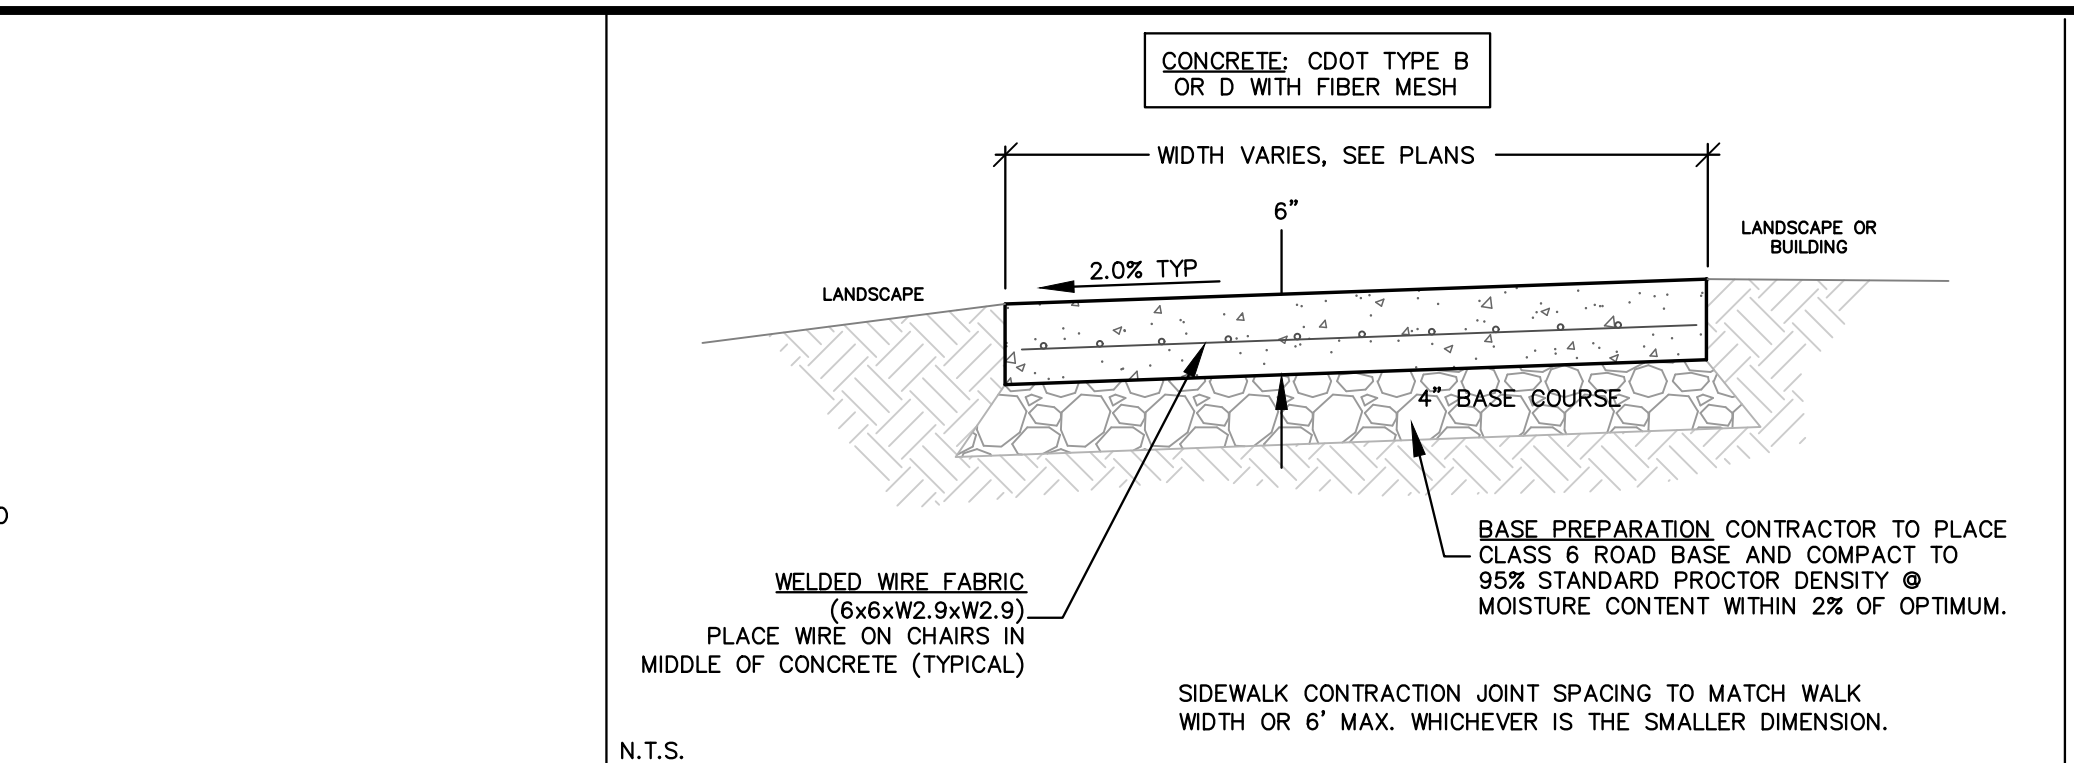 CONCRETE: CDOT TYPE B
OR D WITH FIBER MESH
WIDTH VARIES, SEE PLANS
6"
LANDSCAPE OR
BUILDING
2.0% TYP
LANDSCAPE
4" BASE COURSE
BASE PREPARATION CONTRACTOR TO PLACE
CLASS 6 ROAD BASE AND COMPACT TO
95% STANDARD PROCTOR DENSITY @
MOISTURE CONTENT WITHIN 2% OF OPTIMUM.
WELDED WIRE FABRIC
(6x6xW2.9xW2.9)
PLACE WIRE ON CHAIRS IN
MIDDLE OF CONCRETE (TYPICAL)
SIDEWALK CONTRACTION JOINT SPACING TO MATCH WALK
WIDTH OR 6' MAX. WHICHEVER IS THE SMALLER DIMENSION.
N.T.S.